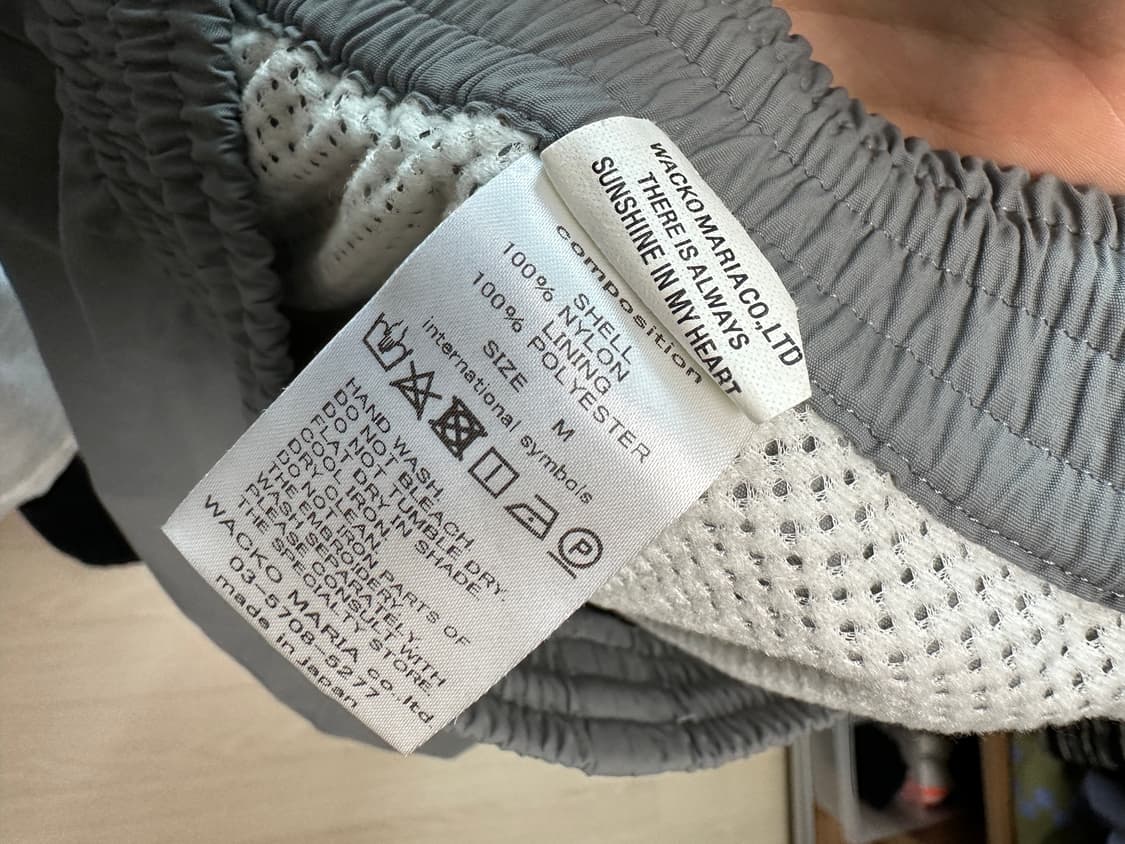 WACKO MARIA CO.,LTD
THERE IS ALWAYS
SUNSHINE IN MY HEART
composition
SHELL
100% NYLON
LINING
100% POLYESTER
SIZE M
international symbols
P
HAND WASH
DO NOT BLEACH
DO NOT TUMBLE DRY.
FLAT DRY IN SHADE
COOL IRON.
DRY CLEAN.
DO NOT IRON
THE EMBROIDERY
WASH SEPARATELY.
PLEASE CONSULT WITH
THE SPECIALTY STORE.
WACKO MARIA co.,ltd.
03-5708-5277
made in Japan